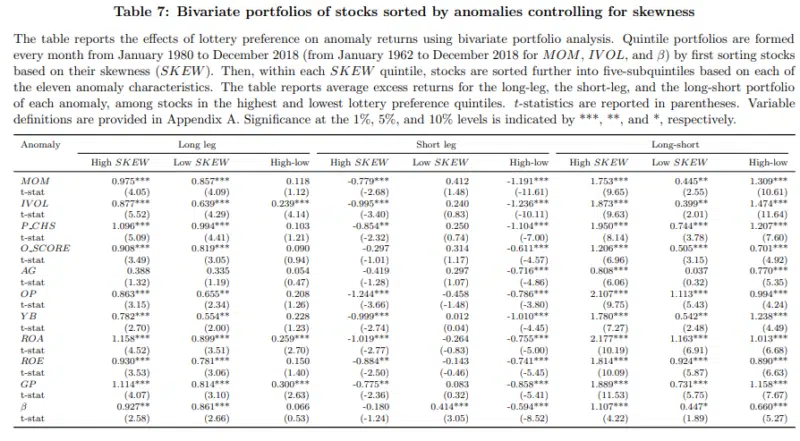 Table 7: Bivariate portfolios of stocks sorted by anomalies controlling for skewness
The table reports the effects of lottery preference on anomaly returns using bivariate portfolio analysis. Quintile portfolios are formed
every month from January 1980 to December 2018 (from January 1962 to December 2018 for MOM, IVOL, and β) by first sorting stocks
based on their skewness (SKEW). Then, within each SKEW quintile, stocks are sorted further into five-subquintiles based on each of
the eleven anomaly characteristics. The table reports average excess returns for the long-leg, the short-leg, and the long-short portfolio
of each anomaly, among stocks in the highest and lowest lottery preference quintiles. t-statistics are reported in parentheses. Variable
definitions are provided in Appendix A. Significance at the 1%, 5%, and 10% levels is indicated by ***, **, and *, respectively.
Anomaly Long leg Short leg Long-short
High SKEW Low SKEW High-low High SKEW Low SKEW High-low High SKEW Low SKEW High-low
MOM 0.975*** 0.857*** 0.118 -0.779*** 0.412 -1.191*** 1.753*** 0.445** 1.309***
t-stat (4.05) (4.09) (1.12) (-2.68) (1.48) (-11.61) (9.65) (2.55) (10.61)
IVOL 0.877*** 0.639*** 0.239*** -0.995*** 0.240 -1.236*** 1.873*** 0.399** 1.474***
t-stat (5.52) (4.29) (4.14) (-3.40) (0.83) (-10.11) (9.63) (2.01) (11.64)
P_CHS 1.096*** 0.994*** 0.103 -0.854** 0.250 -1.104*** 1.950*** 0.744*** 1.207***
t-stat (5.09) (4.41) (1.21) (-2.32) (0.74) (-7.00) (8.14) (3.78) (7.60)
O_SCORE 0.908*** 0.819*** 0.090 -0.297 0.314 -0.611*** 1.206*** 0.505*** 0.701***
t-stat (3.49) (3.05) (0.94) (-1.01) (1.17) (-4.57) (6.96) (3.15) (4.92)
AG 0.388 0.335 0.054 -0.419 0.297 -0.716*** 0.808*** 0.037 0.770***
t-stat (1.32) (1.19) (0.47) (-1.28) (1.07) (-4.86) (6.06) (0.32) (5.35)
OP 0.863*** 0.655** 0.208 -1.244*** -0.458 -0.786*** 2.107*** 1.113*** 0.994***
t-stat (3.15) (2.34) (1.26) (-3.66) (-1.48) (-3.80) (9.75) (5.43) (4.24)
YB 0.782*** 0.554** 0.228 -0.999*** 0.012 -1.010*** 1.780*** 0.542** 1.238***
t-stat (2.70) (2.00) (1.23) (-2.74) (0.04) (-4.45) (7.27) (2.48) (4.49)
ROA 1.158*** 0.899*** 0.259*** -1.019*** -0.264 -0.755*** 2.177*** 1.163*** 1.013***
t-stat (4.52) (3.51) (2.70) (-2.77) (-0.83) (-5.00) (10.19) (6.91) (6.68)
ROE 0.930*** 0.781*** 0.150 -0.884** -0.143 -0.741*** 1.814*** 0.924*** 0.890***
t-stat (3.53) (3.06) (1.40) (-2.50) (-0.46) (-5.45) (10.09) (5.87) (6.63)
GP 1.114*** 0.814*** 0.300*** -0.775** 0.083 -0.858*** 1.889*** 0.731*** 1.158***
t-stat (4.07) (3.10) (2.63) (-2.36) (0.32) (-5.41) (11.53) (5.75) (7.67)
β 0.927** 0.861*** 0.066 -0.180 0.414*** -0.594*** 1.107*** 0.447* 0.660***
t-stat (2.58) (2.66) (0.53) (-1.24) (3.05) (-8.52) (4.22) (1.89) (5.27)